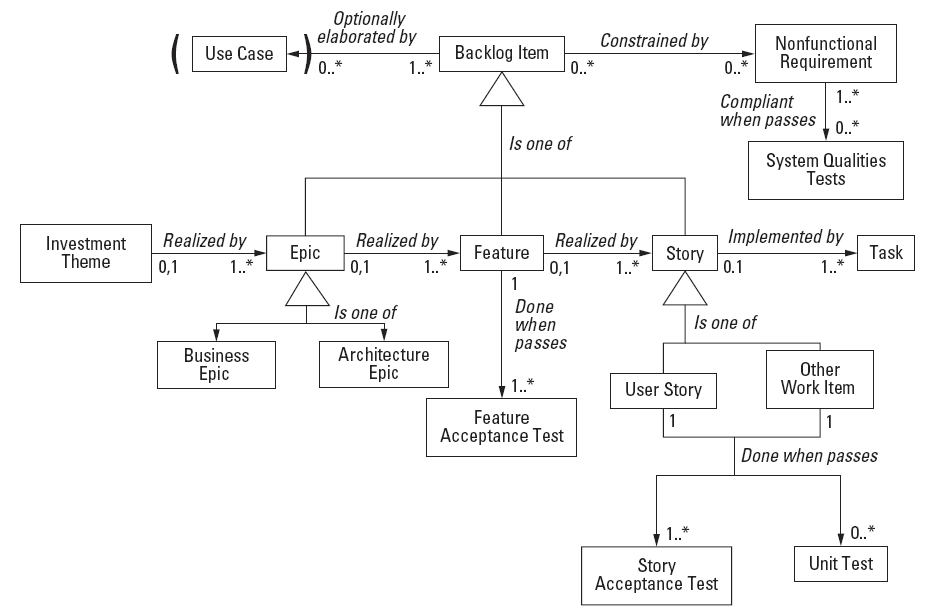 Optionally
elaborated by
( Use Case )
0..*
1..*
Backlog Item
0..*
Constrained by
0..*
Nonfunctional
Requirement
1..*
Compliant
when passes
0..*
System Qualities
Tests
Is one of
Investment
Theme
Realized by
0,1
1..*
Epic
Realized by
0,1
1..*
Feature
Realized by
0,1
1..*
Story
Implemented by
0.1
1..*
Task
Is one of
Business
Epic
Architecture
Epic
1
Done
when
passes
1..*
Feature
Acceptance Test
Is one of
User Story
Other
Work Item
1
1
Done when passes
1..*
0..*
Story
Acceptance Test
Unit Test